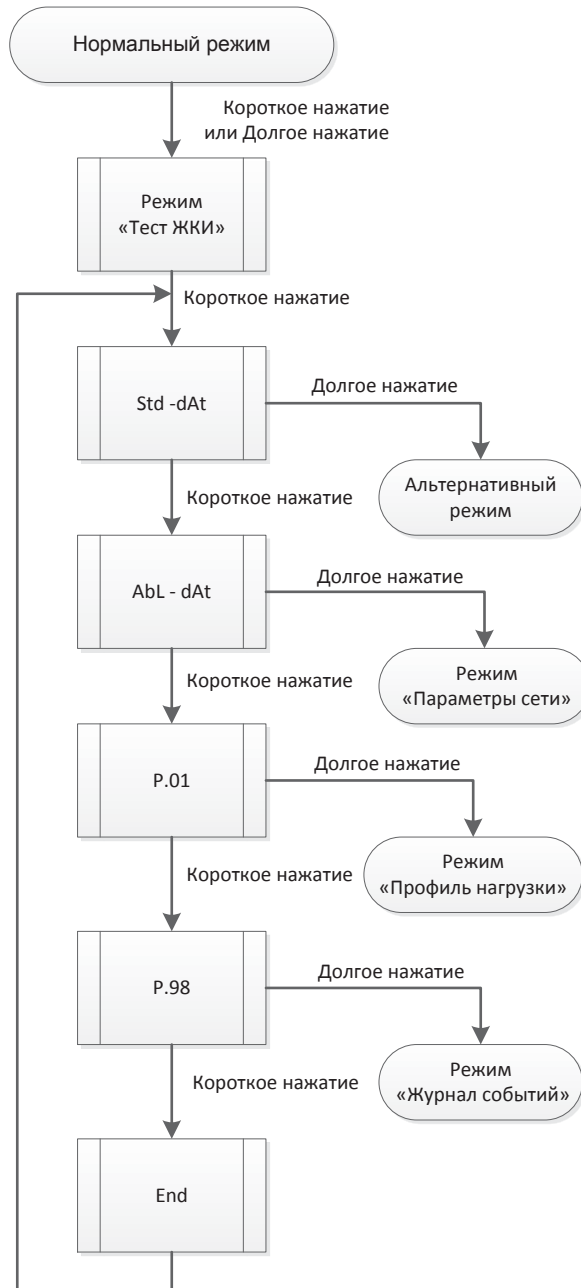 Нормальный режим
Короткое нажатие
или Долгое нажатие
Режим
«Тест ЖКИ»
Короткое нажатие
Std -dAt
Долгое нажатие
Альтернативный
режим
Короткое нажатие
AbL - dAt
Долгое нажатие
Режим
«Параметры сети»
Короткое нажатие
P.01
Долгое нажатие
Режим
«Профиль нагрузки»
Короткое нажатие
P.98
Долгое нажатие
Режим
«Журнал событий»
Короткое нажатие
End